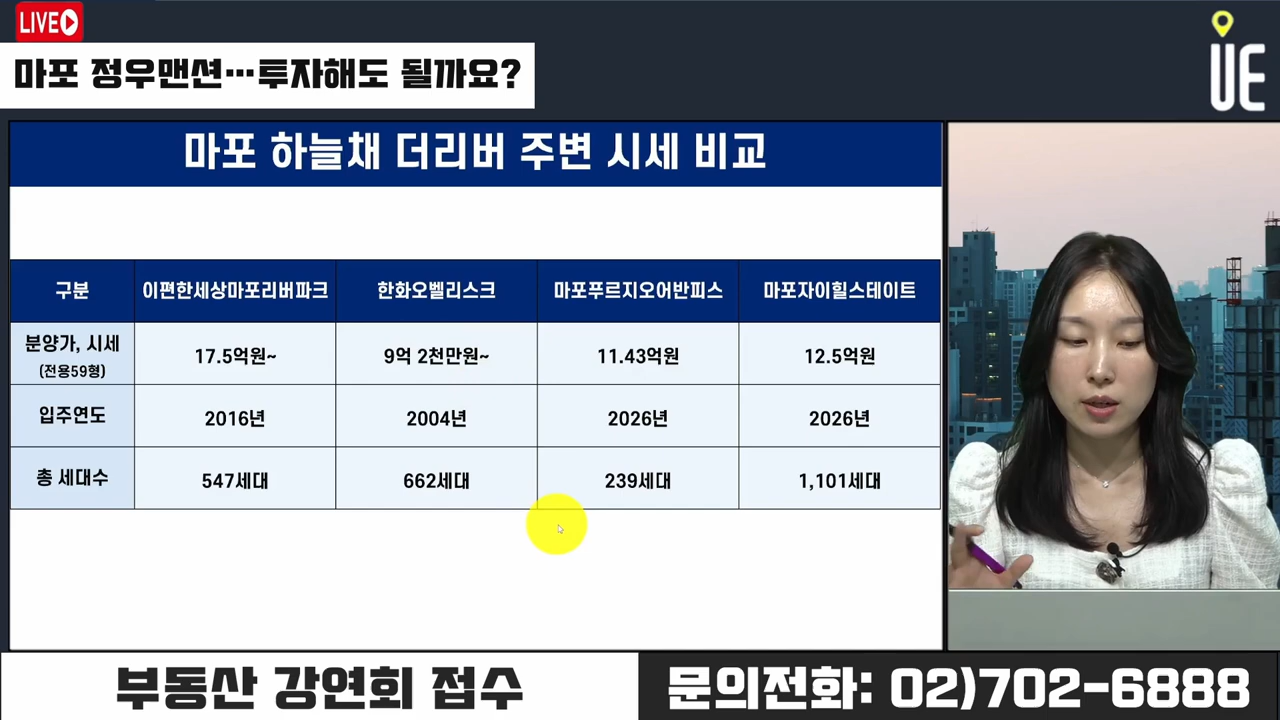 LIVE
마포 정우맨션…투자해도 될까요?
UE
마포 하늘채 더리버 주변 시세 비교
구분 이편한세상마포리버파크 한화오벨리스크 마포푸르지오어반피스 마포자이힐스테이트
분양가, 시세 (전용59형) 17.5억원~ 9억 2천만원~ 11.43억원 12.5억원
입주연도 2016년 2004년 2026년 2026년
총 세대수 547세대 662세대 239세대 1,101세대
부동산 강연회 접수
문의전화: 02)702-6888